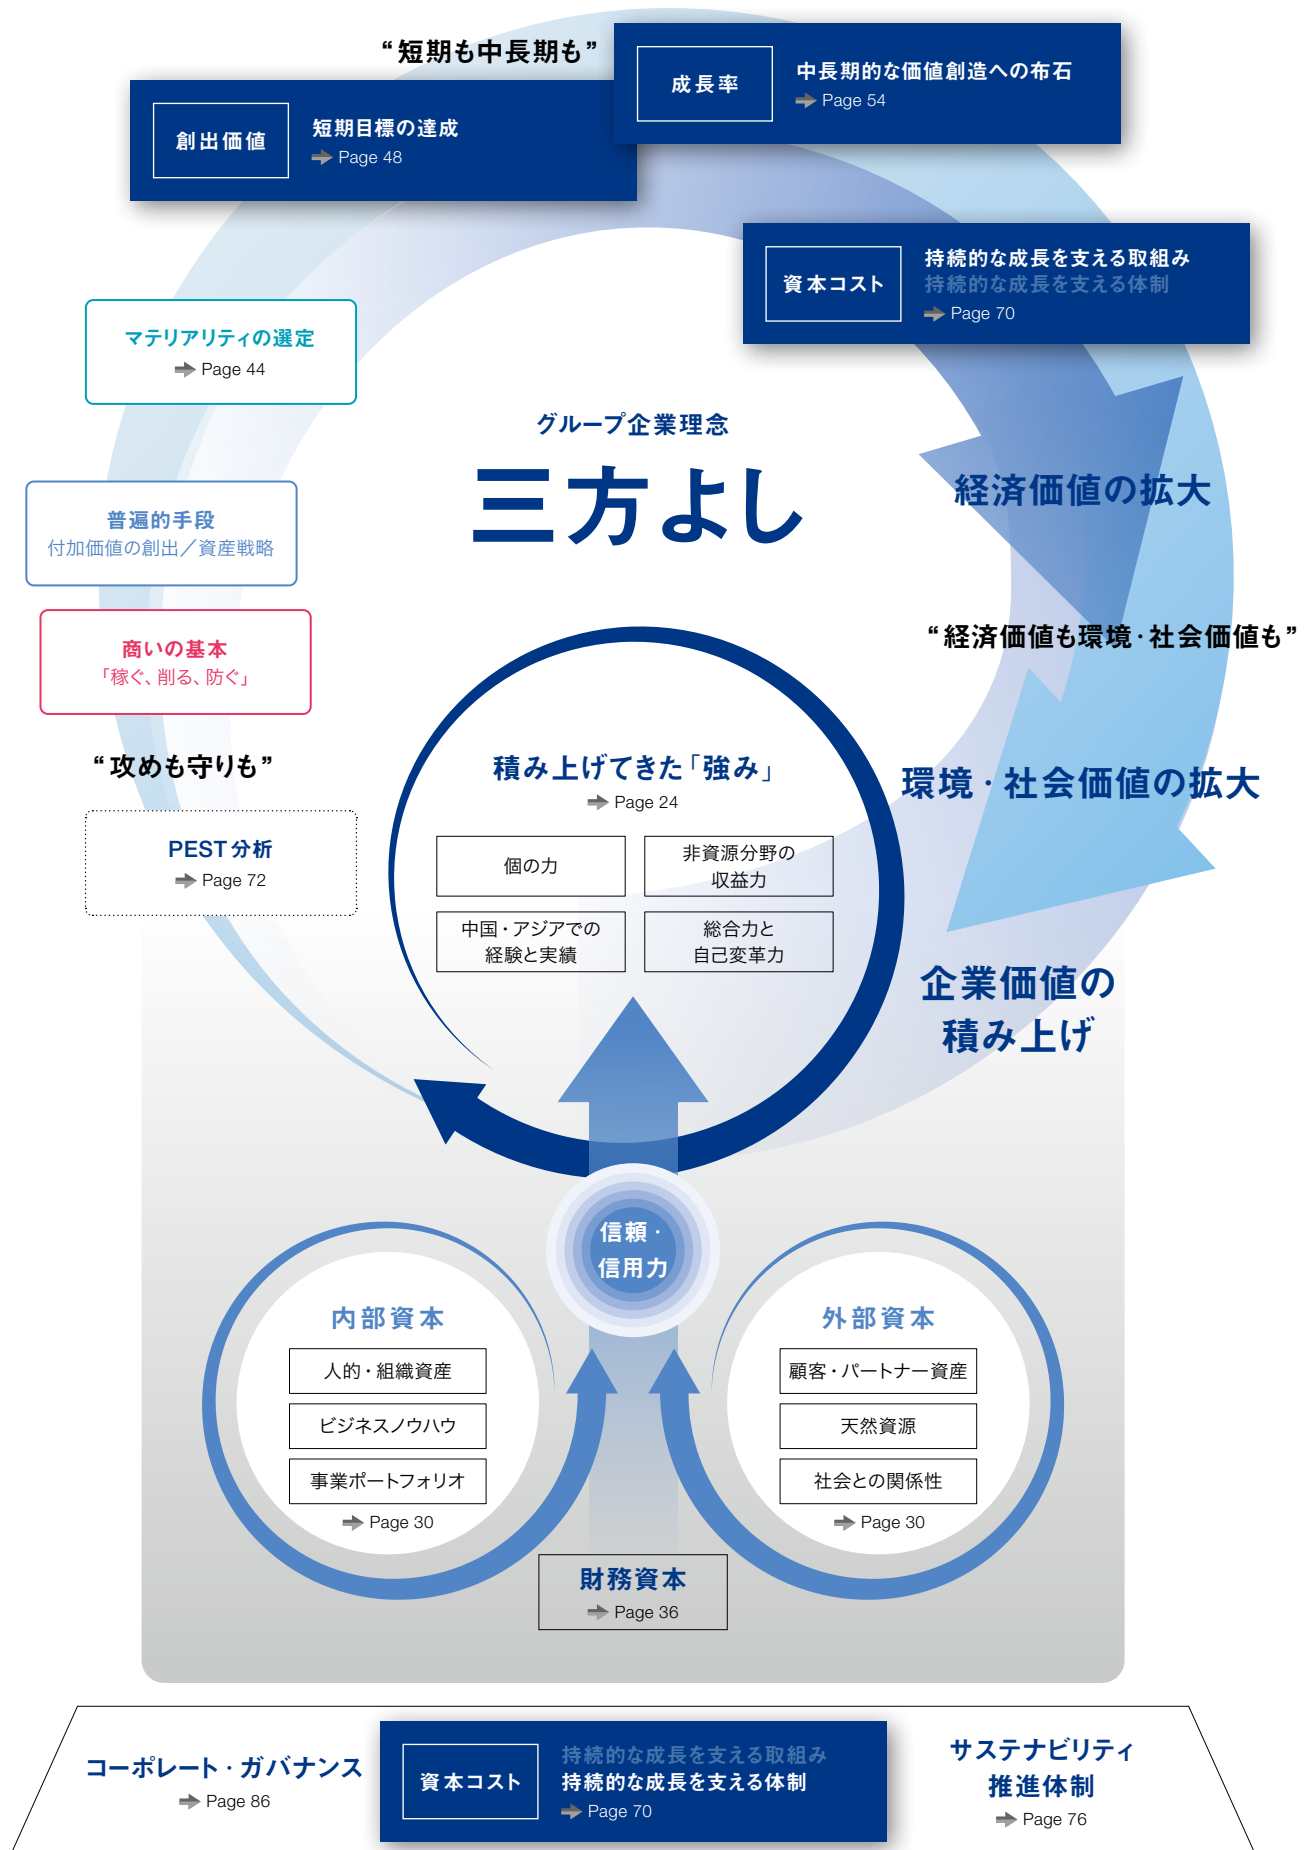 “短期も中長期も”
成長率
中長期的な価値創造への布石
Page 54
創出価値
短期目標の達成
Page 48
資本コスト
持続的な成長を支える取組み
持続的な成長を支える体制
Page 70
マテリアリティの選定
Page 44
グループ企業理念
三方よし
経済価値の拡大
普遍的手段
付加価値の創出／資産戦略
商いの基本
「稼ぐ、削る、防ぐ」
“経済価値も環境・社会価値も”
“攻めも守りも”
環境・社会価値の拡大
PEST分析
Page 72
積み上げてきた「強み」
Page 24
個の力
非資源分野の
収益力
中国・アジアでの
経験と実績
総合力と
自己変革力
企業価値の
積み上げ
信頼・
信用力
内部資本
人的・組織資産
ビジネスノウハウ
事業ポートフォリオ
Page 30
外部資本
顧客・パートナー資産
天然資源
社会との関係性
Page 30
財務資本
Page 36
コーポレート・ガバナンス
Page 86
資本コスト
持続的な成長を支える取組み
持続的な成長を支える体制
Page 70
サステナビリティ
推進体制
Page 76